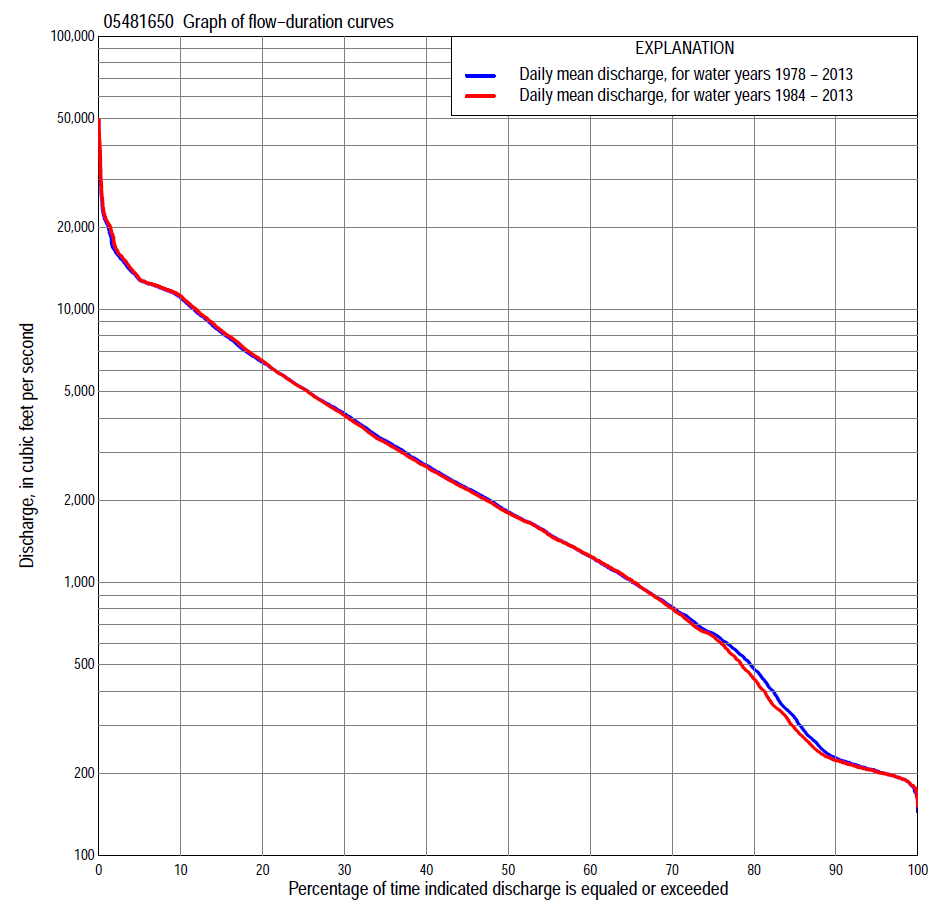 05481650 Graph of flow−duration curves
EXPLANATION
Daily mean discharge, for water years 1978 − 2013
Daily mean discharge, for water years 1984 − 2013
Discharge, in cubic feet per second
100,000
50,000
20,000
10,000
5,000
2,000
1,000
500
200
100
0 10 20 30 40 50 60 70 80 90 100
Percentage of time indicated discharge is equaled or exceeded